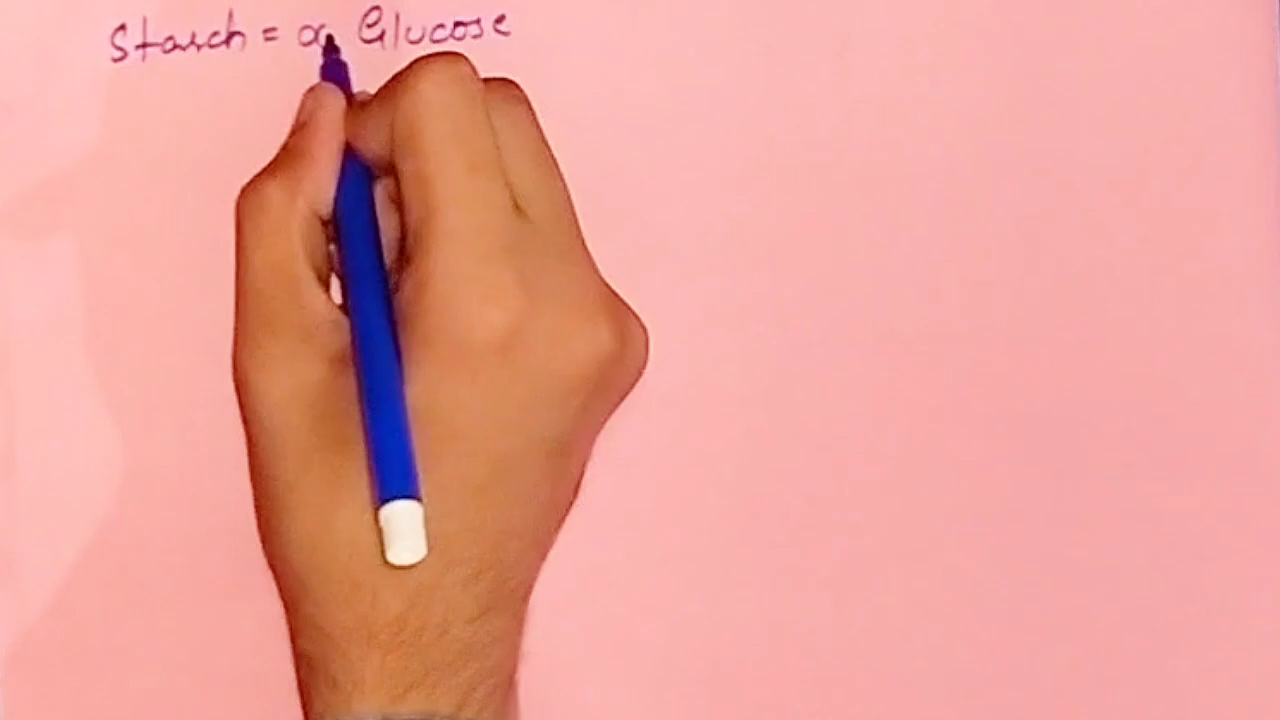 Starch = α Glucose